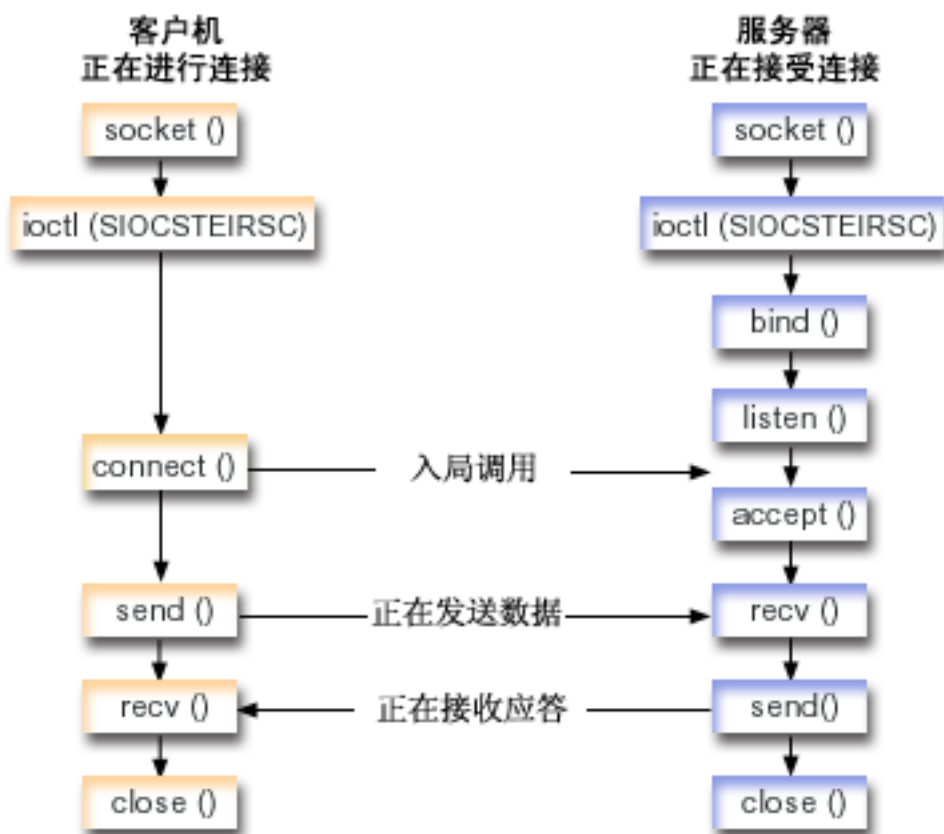 客户机
正在进行连接
服务器
正在接受连接
socket ()
socket ()
ioctl (SIOCSTEIRSC)
ioctl (SIOCSTEIRSC)
bind ()
listen ()
connect ()
入局调用
accept ()
send ()
正在发送数据
recv ()
recv ()
正在接收应答
send()
close ()
close ()